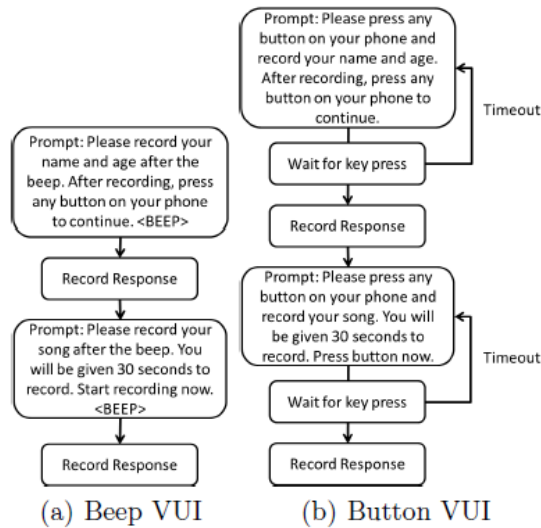 Prompt: Please record your
name and age after the
beep. After recording, press
any button on your phone
to continue. <BEEP>
Record Response
Prompt: Please record your
song after the beep. You
will be given 30 seconds to
record. Start recording now.
<BEEP>
Record Response
(a) Beep VUI
Prompt: Please press any
button on your phone and
record your name and age.
After recording, press any
button on your phone to
continue.
Timeout
Wait for key press
Record Response
Prompt: Please press any
button on your phone and
record your song. You will
be given 30 seconds to
record. Press button now.
Timeout
Wait for key press
Record Response
(b) Button VUI